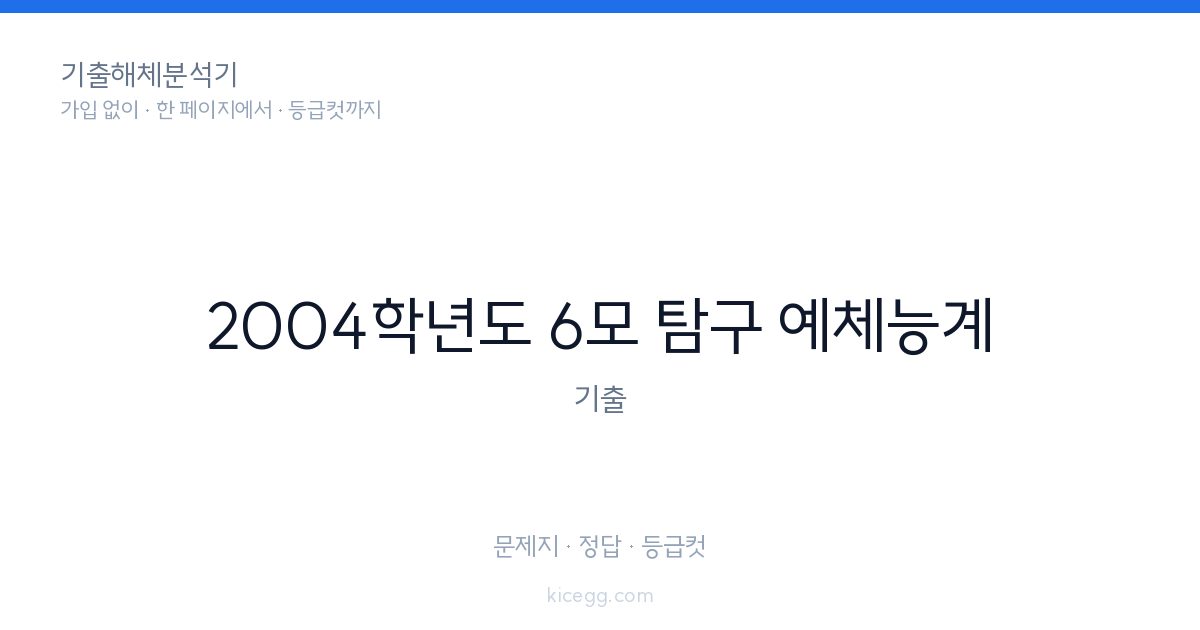 기출해체분석기
가입 없이 · 한 페이지에서 · 등급컷까지
2004학년도 6모 탐구 예체능계
기출
문제지 · 정답 · 등급컷
kicegg.com